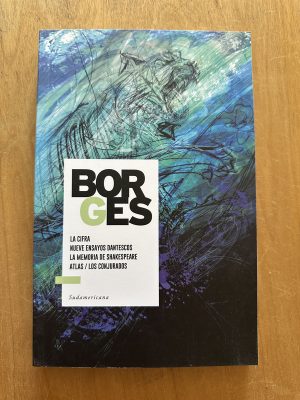 BOR
GES
LA CIFRA
NUEVE ENSAYOS DANTESCOS
LA MEMORIA DE SHAKESPEARE
ATLAS / LOS CONJURADOS
Sudamericana